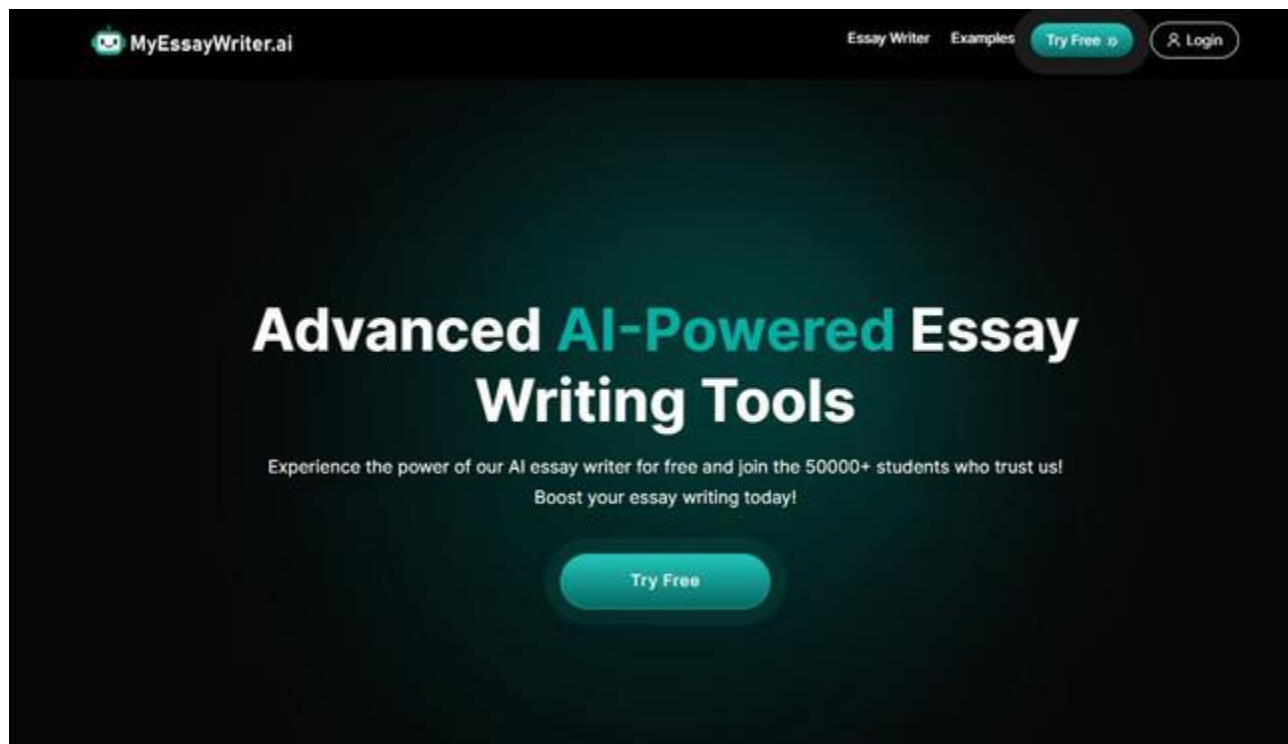 MyEssayWriter.ai
Essay Writer Examples Try Free » Login
Advanced AI-Powered Essay
Writing Tools
Experience the power of our AI essay writer for free and join the 50000+ students who trust us!
Boost your essay writing today!
Try Free